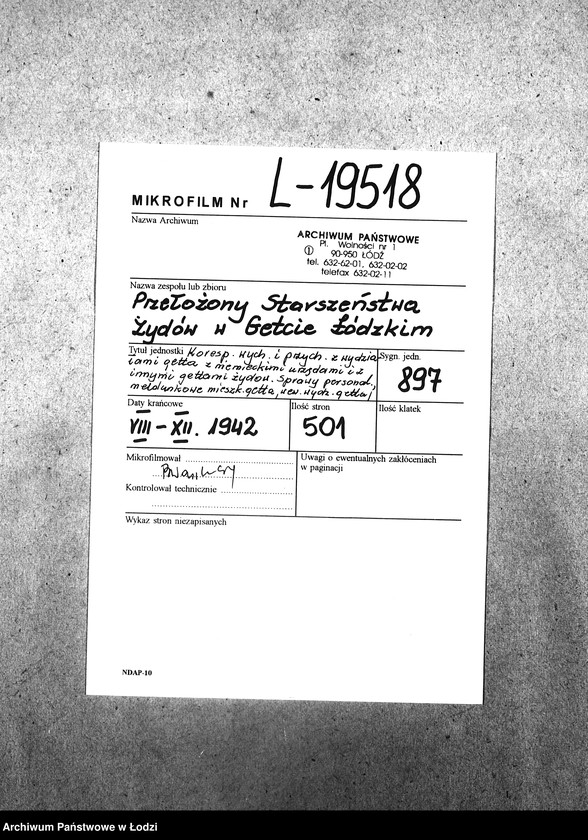 MIKROFILM Nr L-19518
Nazwa Archiwum
ARCHIWUM PAŃSTWOWE
Pl. Wolności nr 1
90-950 ŁÓDŹ
tel. 632-62-01, 632-02-02
telefax 632-02-11
Nazwa zespołu lub zbioru
Przełożony Starszeństwa
Żydów w Getcie Łódzkim
Tytuł jednostki Koresp. wych. i przych. z wydzia
łami getta z niemieckimi urzędami i z
innymi gettami żydow. Sprawy personal.,
meldunkowe mieszk. getta, wew. wydz. getta/
Sygn. jedn.
897
Daty krańcowe
VIII - XII. 1942
Ilość stron
501
Ilość klatek
Mikrofilmował
Kontrolował technicznie
Uwagi o ewentualnych zakłóceniach
w paginacji
Wykaz stron niezapisanych
NDAP-10
Archiwum Państwowe w Łodzi